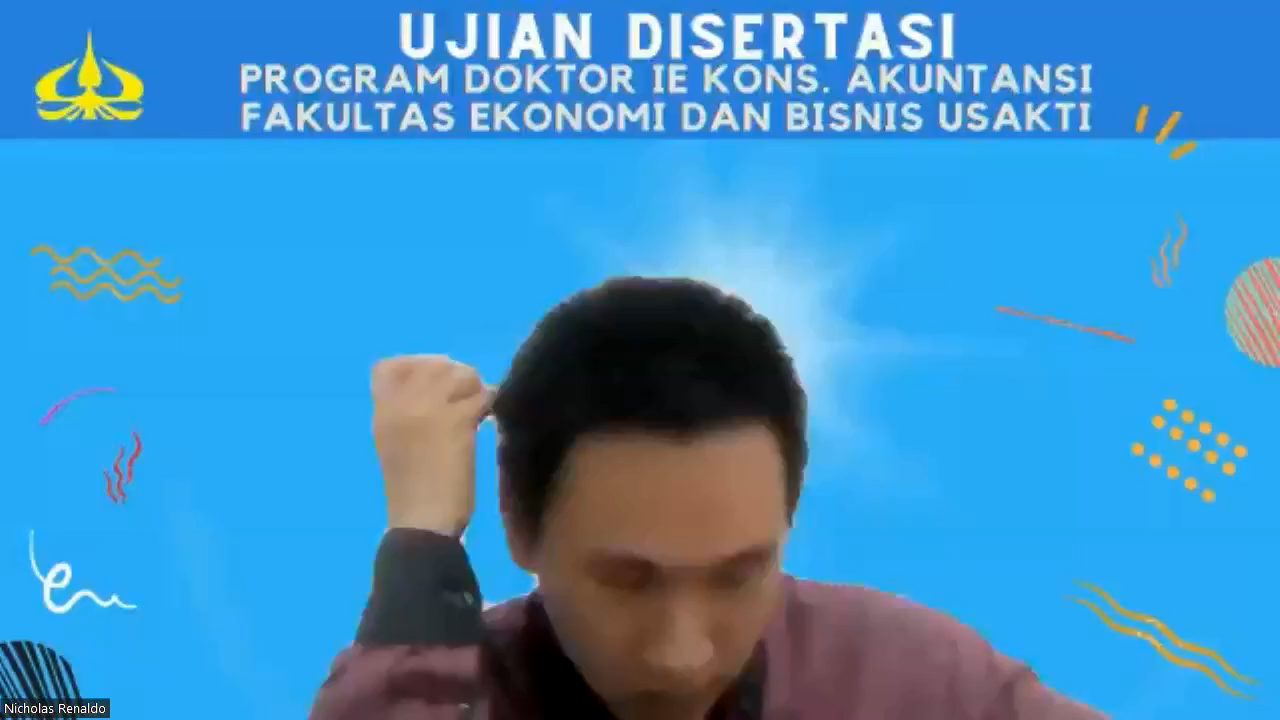 UJIAN DISERTASI
PROGRAM DOKTOR IE KONS. AKUNTANSI
FAKULTAS EKONOMI DAN BISNIS USAKTI
Nicholas Renaldo